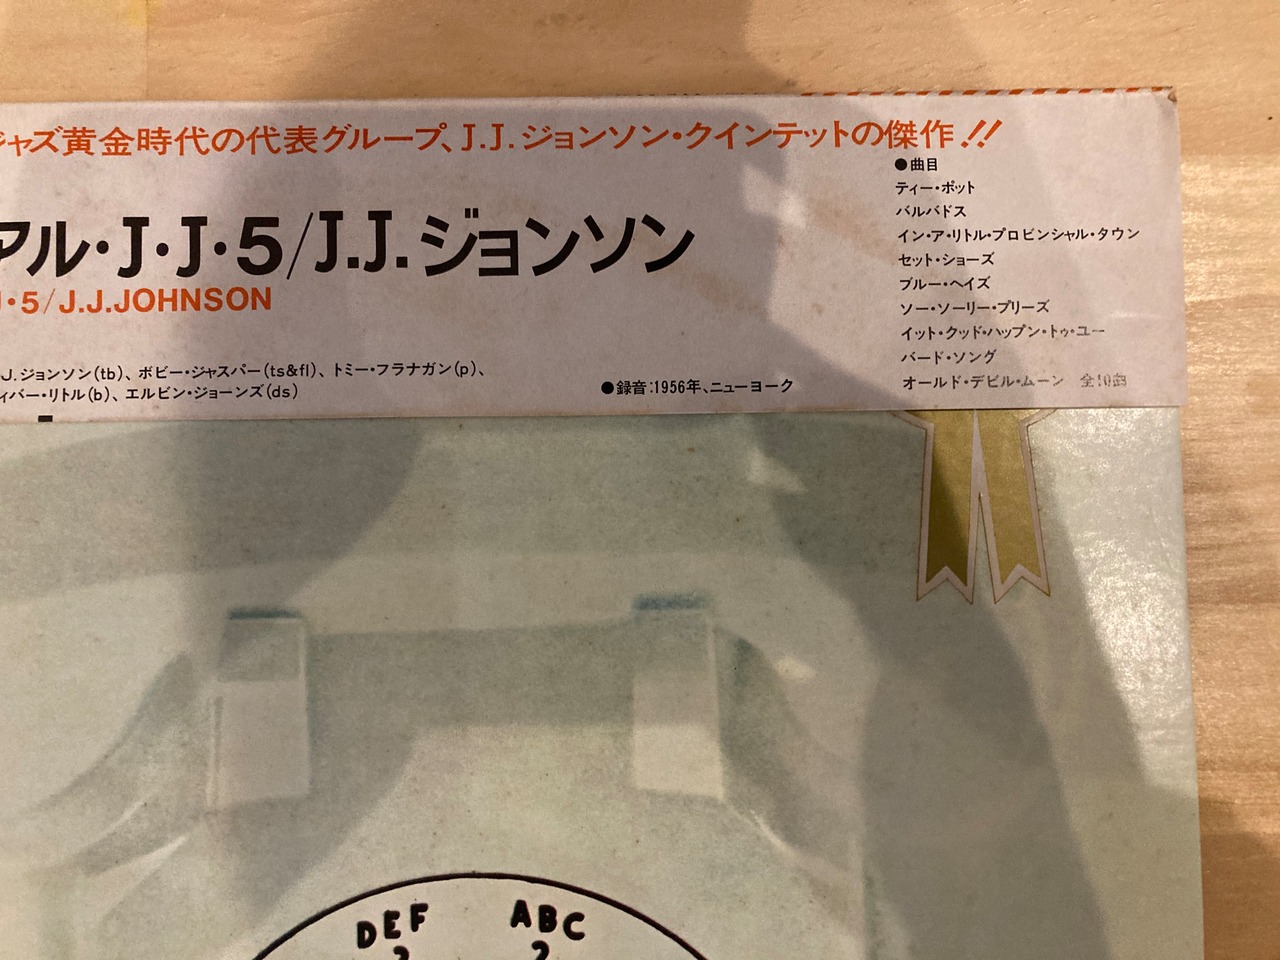 ジャズ黄金時代の代表グループ、J.J.ジョンソン・クインテットの傑作!!
アル・J・J・5/J.J.ジョンソン
J・5/J.J.JOHNSON
J.ジョンソン(tb)、ボビー・ジャスパー(ts&fl)、トミー・フラナガン(p)、
ィバー・リトル(b)、エルビン・ジョーンズ(ds)
●録音:1956年、ニューヨーク
●曲目
ティー・ポット
バルバドス
イン・ア・リトル・プロビンシャル・タウン
セット・ショーズ
ブルー・ヘイズ
ソー・ソーリー・プリーズ
イット・クッド・ハップン・トゥ・ユー
バード・ソング
オールド・デビル・ムーン 全10曲
DEF
ABC
2